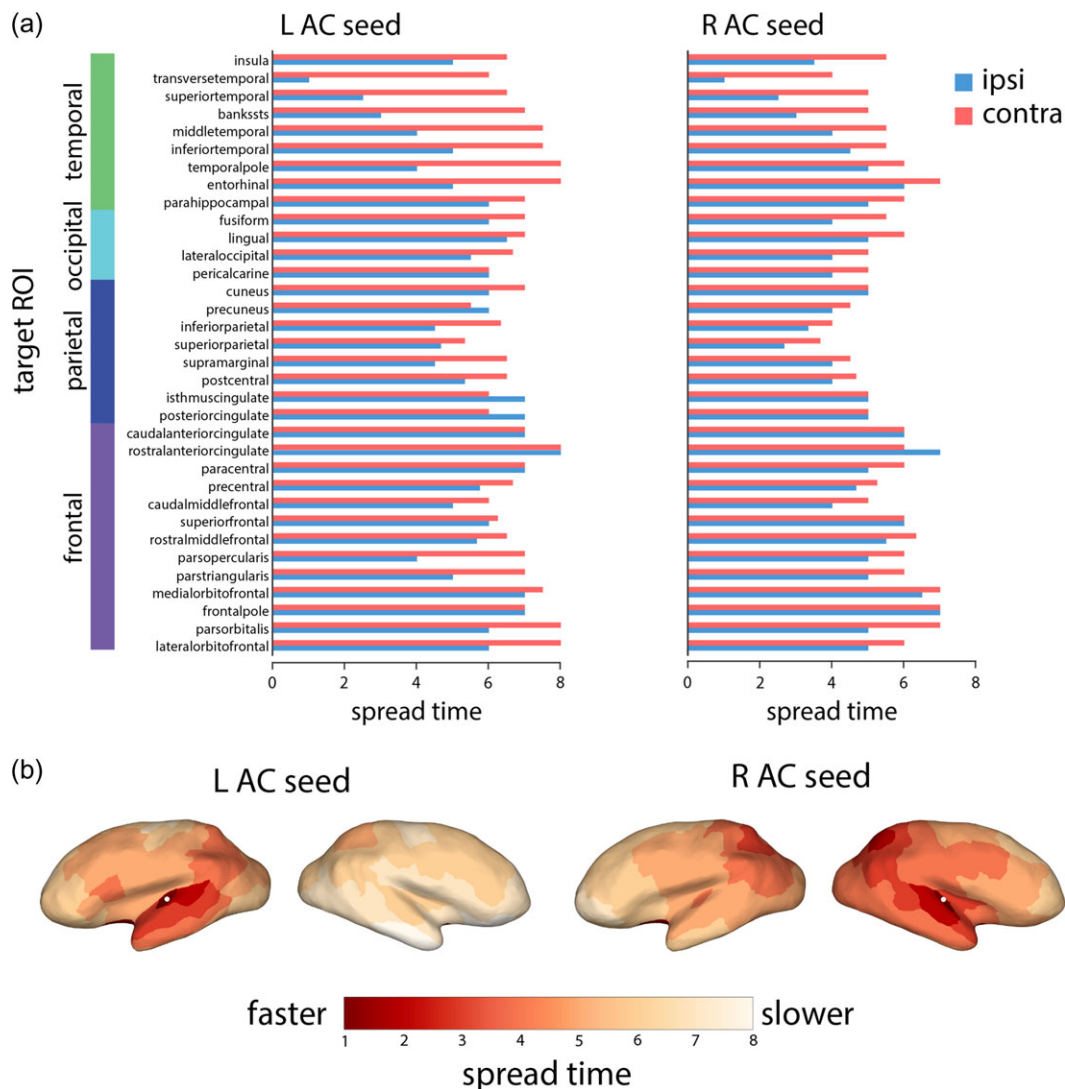 (a)
L AC seed
R AC seed
ipsi
contra
target ROI
temporal
occipital
parietal
frontal
insula
transversetemporal
superiortemporal
bankssts
middletemporal
inferiortemporal
temporalpole
entorhinal
parahippocampal
fusiform
lingual
lateraloccipital
pericalcarine
cuneus
precuneus
inferiorparietal
superiorparietal
supramarginal
postcentral
isthmuscingulate
posteriorcingulate
caudalanteriorcingulate
rostralanteriorcingulate
paracentral
precentral
caudalmiddlefrontal
superiorfrontal
rostralmiddlefrontal
parsopercularis
parstriangularis
medialorbitofrontal
frontalpole
parsorbitalis
lateralorbitofrontal
0 2 4 6 8
spread time
0 2 4 6 8
spread time
(b)
L AC seed
R AC seed
faster
slower
1 2 3 4 5 6 7 8
spread time